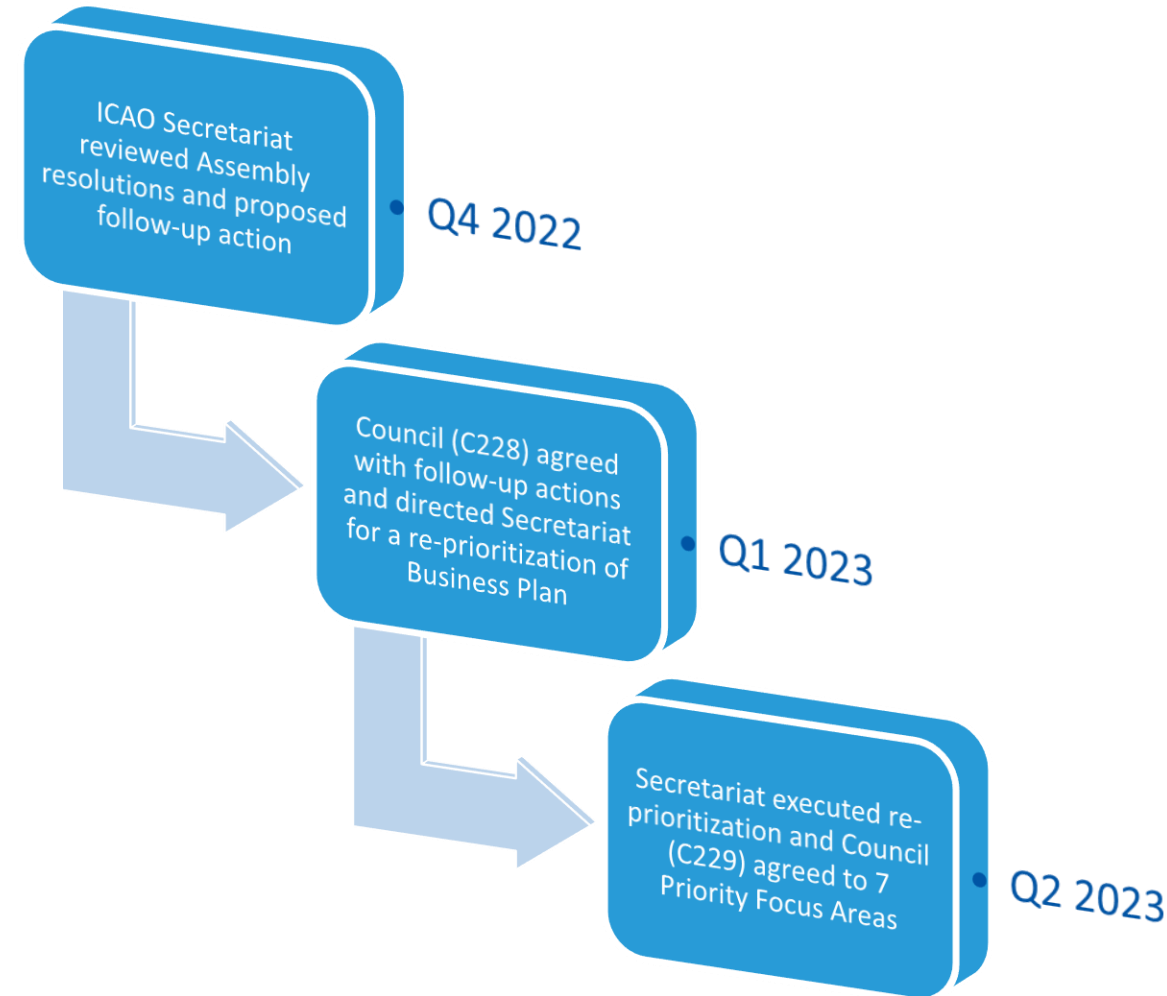 ICAO Secretariat
reviewed Assembly
resolutions and proposed
follow-up action
Q4 2022
Council (C228) agreed
with follow-up actions
and directed Secretariat
for a re-prioritization of
Business Plan
Q1 2023
Secretariat executed re-
prioritization and Council
(C229) agreed to 7
Priority Focus Areas
Q2 2023